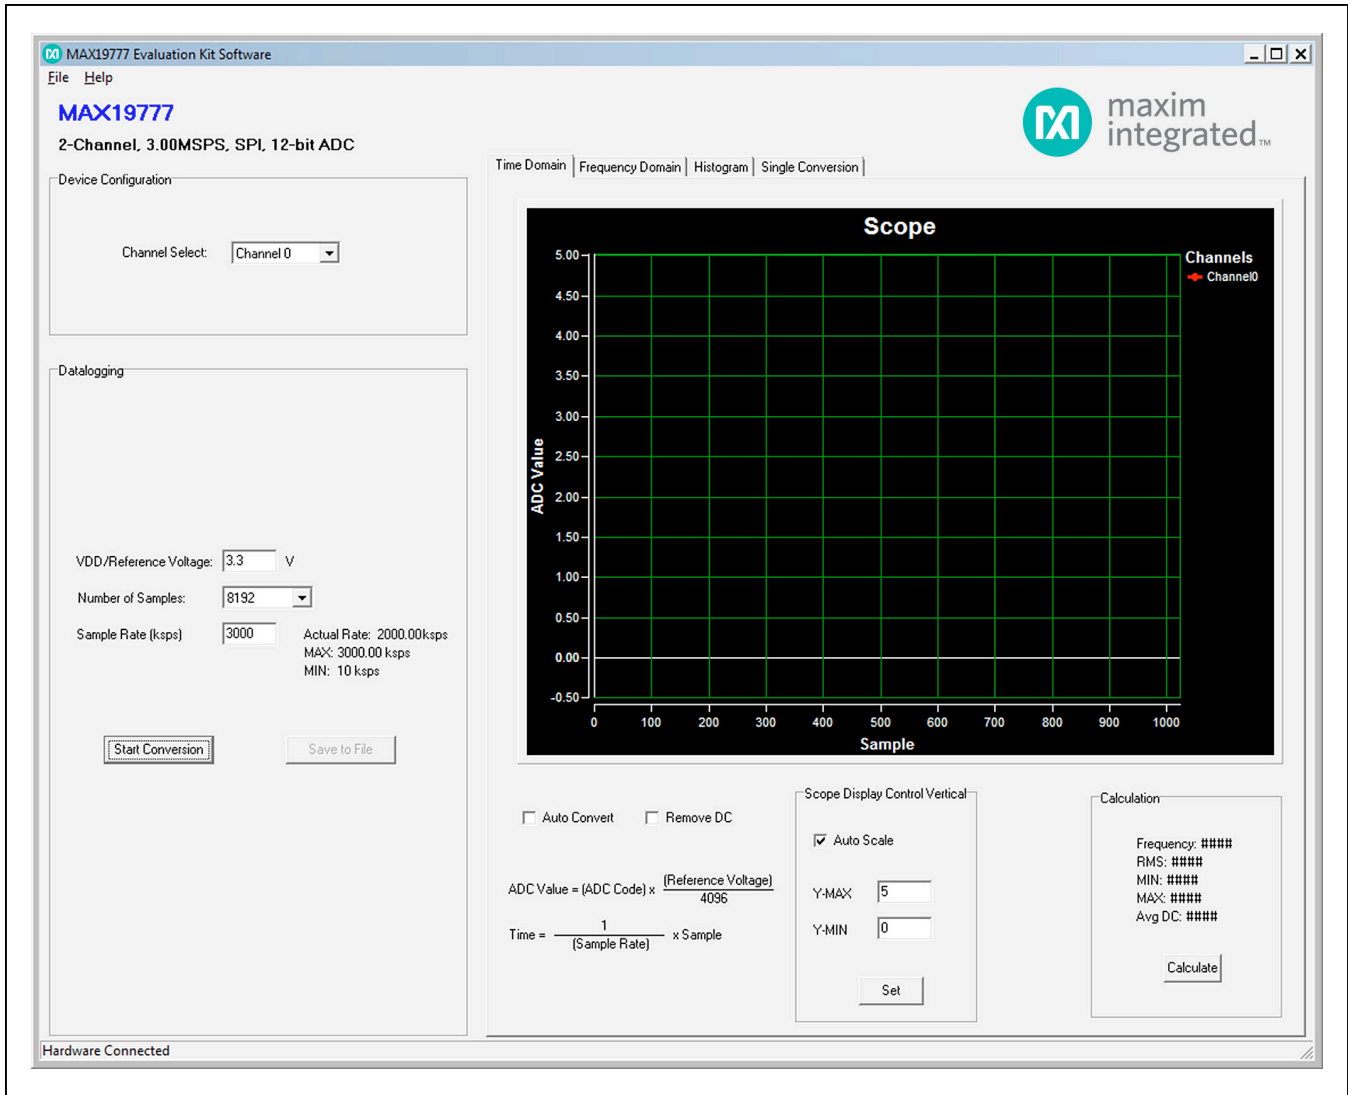 MAX19777 Evaluation Kit Software
File Help
MAX19777
2-Channel, 3.00MSPS, SPI, 12-bit ADC
maxim
integrated™
Device Configuration
Channel Select: Channel 0
Datalogging
VDD/Reference Voltage: 3.3 V
Number of Samples: 8192
Sample Rate (ksps) 3000 Actual Rate: 2000.00ksps
MAX: 3000.00 ksps
MIN: 10 ksps
Start Conversion Save to File
Time Domain Frequency Domain Histogram Single Conversion
Scope
Channels
Channel0
ADC Value
5.00
4.50
4.00
3.50
3.00
2.50
2.00
1.50
1.00
0.50
0.00
-0.50
0 100 200 300 400 500 600 700 800 900 1000
Sample
Auto Convert Remove DC
ADC Value = (ADC Code) x (Reference Voltage)
4096
Time = 1 x Sample
(Sample Rate)
Scope Display Control Vertical
Auto Scale
Y-MAX 5
Y-MIN 0
Set
Calculation
Frequency: ####
RMS: ####
MIN: ####
MAX: ####
Avg DC: ####
Calculate
Hardware Connected